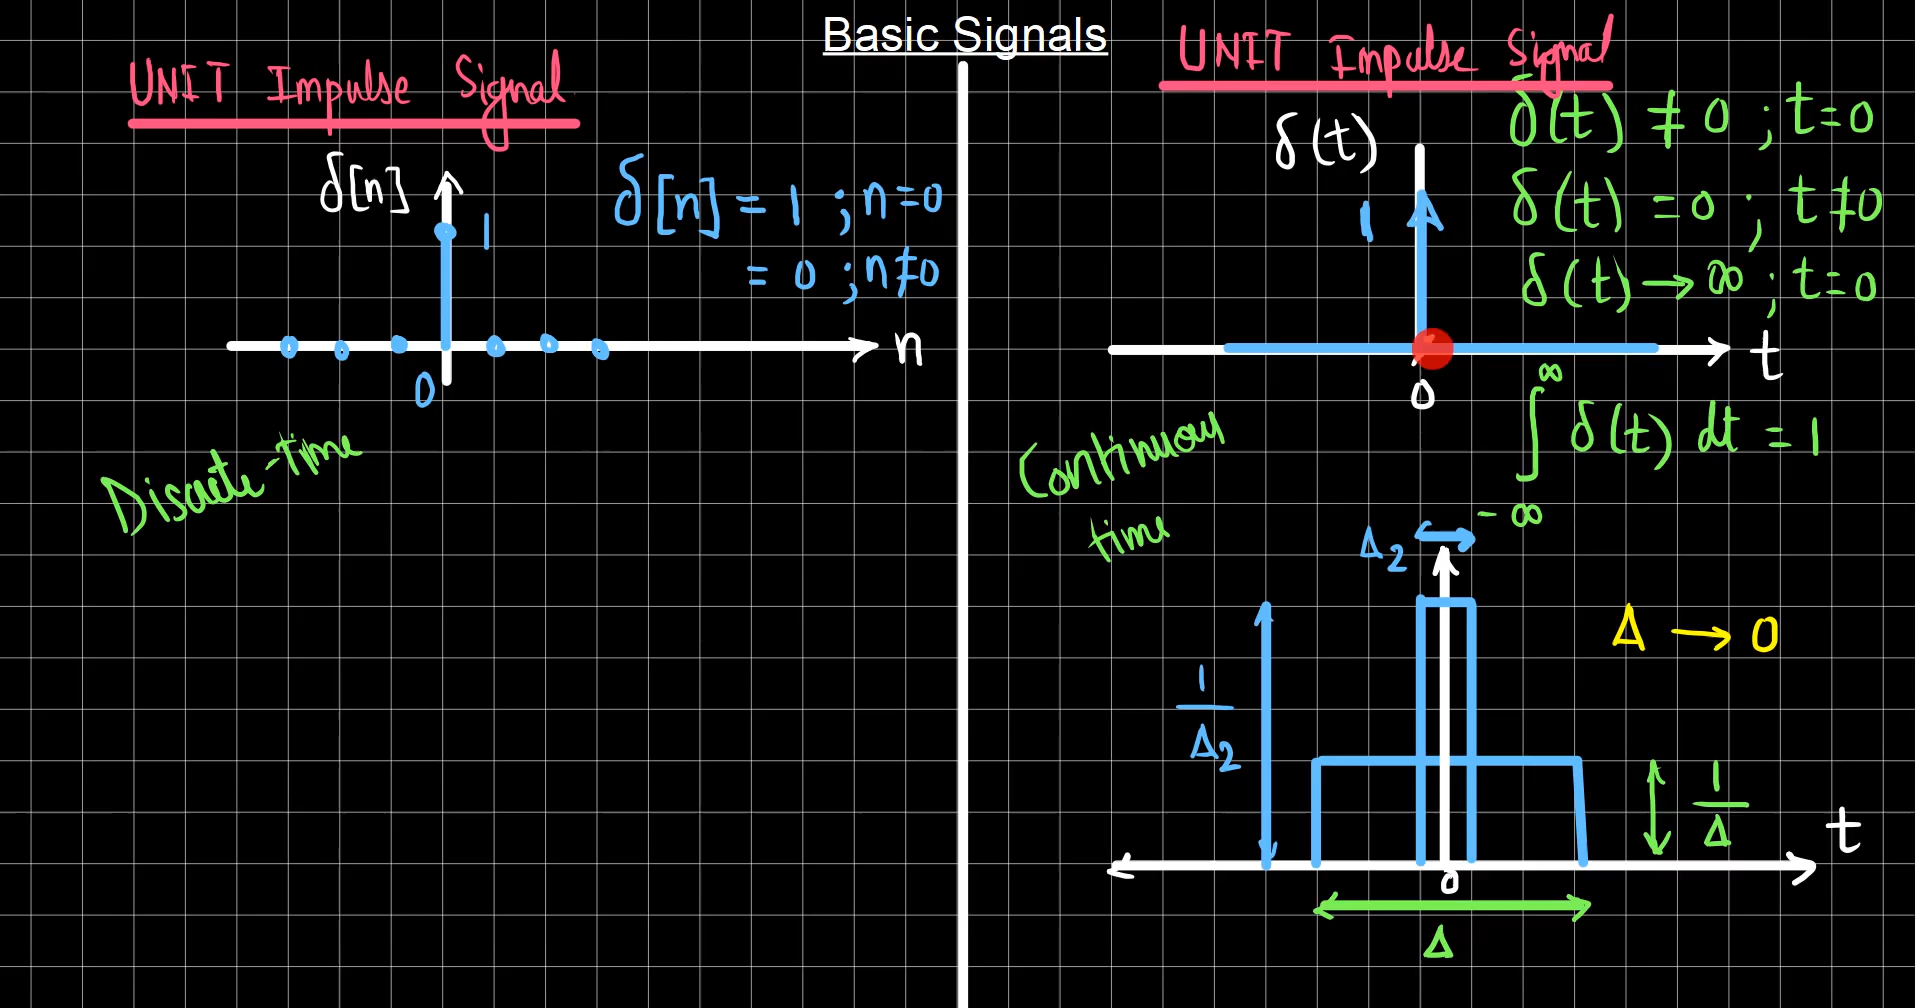 Basic Signals
UNIT Impulse Signal
δ[n]
1
δ[n] = 1 ; n=0
= 0 ; n≠0
n
0
Discrete-time
UNIT Impulse Signal
δ(t) ≠ 0 ; t=0
δ(t)
1
δ(t) = 0 ; t≠0
δ(t) → ∞ ; t=0
t
0
∫_{-∞}^{∞} δ(t) dt = 1
Continuous
time
Δ2
Δ → 0
1/Δ2
1/Δ
t
0
Δ